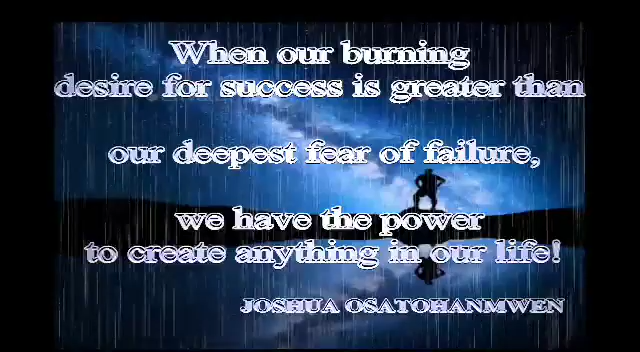 When our burning
desire for success is greater than
our deepest fear of failure,
we have the power
to create anything in our life!
JOSHUA OSATOHANMWEN